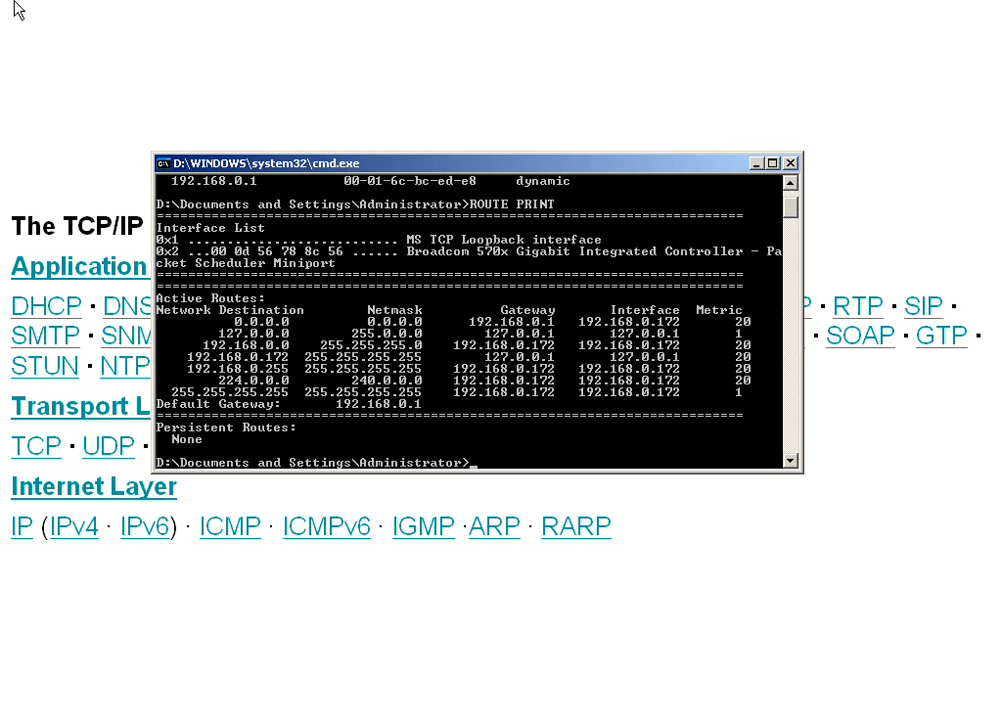 D:\WINDOWS\system32\cmd.exe
192.168.0.1 00-01-6c-bc-ed-e8 dynamic
D:\Documents and Settings\Administrator>ROUTE PRINT
===========================================================================
Interface List
0x1 ........................... MS TCP Loopback interface
0x2 ...00 0d 56 78 8c 56 ...... Broadcom 570x Gigabit Integrated Controller - Pa
cket Scheduler Miniport
===========================================================================
===========================================================================
Active Routes:
Network Destination Netmask Gateway Interface Metric
0.0.0.0 0.0.0.0 192.168.0.1 192.168.0.172 20
127.0.0.0 255.0.0.0 127.0.0.1 127.0.0.1 1
192.168.0.0 255.255.255.0 192.168.0.172 192.168.0.172 20
192.168.0.172 255.255.255.255 127.0.0.1 127.0.0.1 20
192.168.0.255 255.255.255.255 192.168.0.172 192.168.0.172 20
224.0.0.0 240.0.0.0 192.168.0.172 192.168.0.172 20
255.255.255.255 255.255.255.255 192.168.0.172 192.168.0.172 1
Default Gateway: 192.168.0.1
===========================================================================
Persistent Routes:
None
D:\Documents and Settings\Administrator>_
The TCP/IP
Application
DHCP · DNS · RTP · SIP ·
SMTP · SNM · SOAP · GTP ·
STUN · NTP
Transport L
TCP · UDP ·
Internet Layer
IP (IPv4 · IPv6) · ICMP · ICMPv6 · IGMP · ARP · RARP